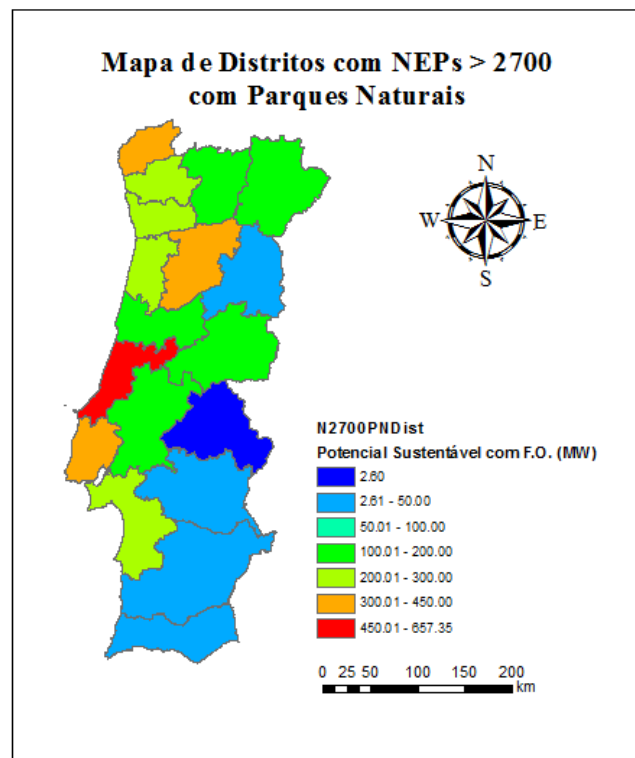 Mapa de Distritos com NEPs > 2700
com Parques Naturais
N
W E
S
N2700PNDist
Potencial Sustentável com F.O. (MW)
2.60
2.61 - 50.00
50.01 - 100.00
100.01 - 200.00
200.01 - 300.00
300.01 - 450.00
450.01 - 657.35
0 25 50 100 150 200
km